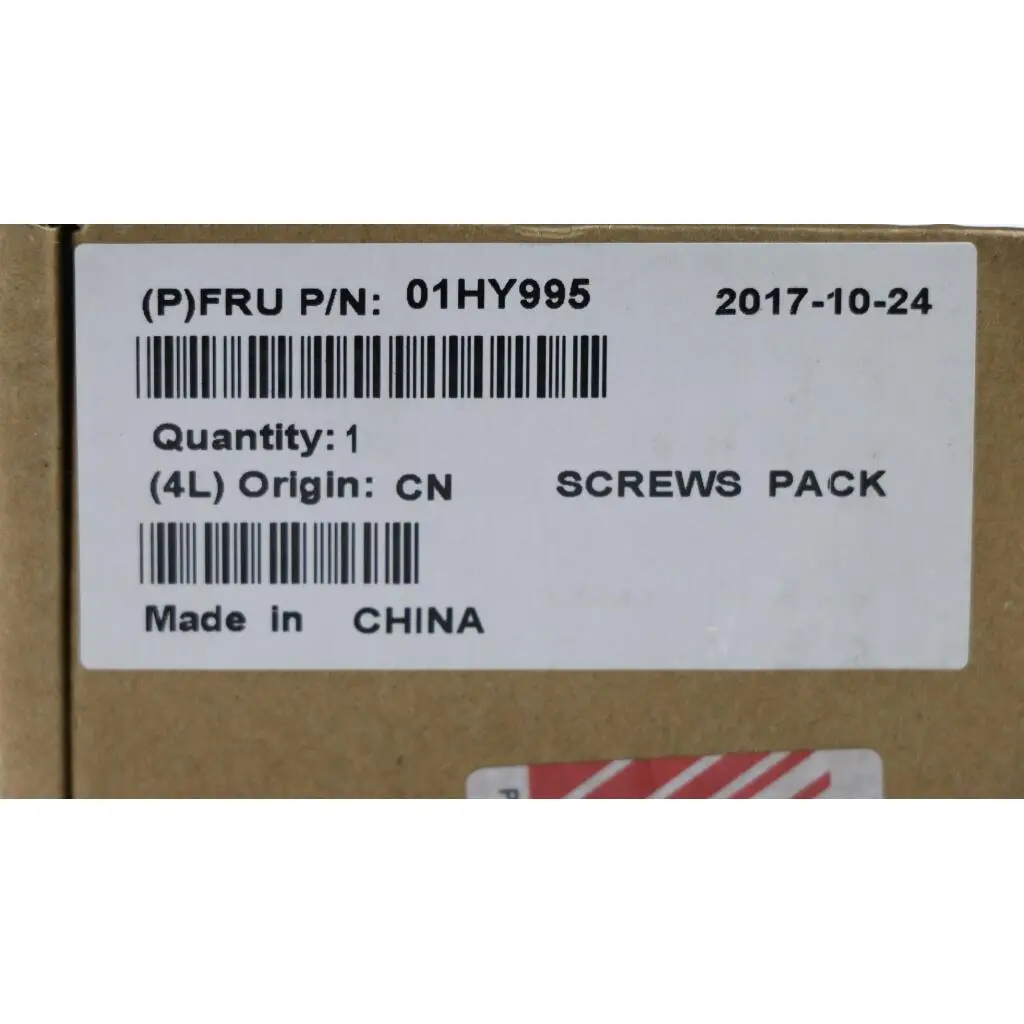 (P)FRU P/N: 01HY995 2017-10-24
Quantity: 1
(4L) Origin: CN SCREWS PACK
Made in CHINA
P